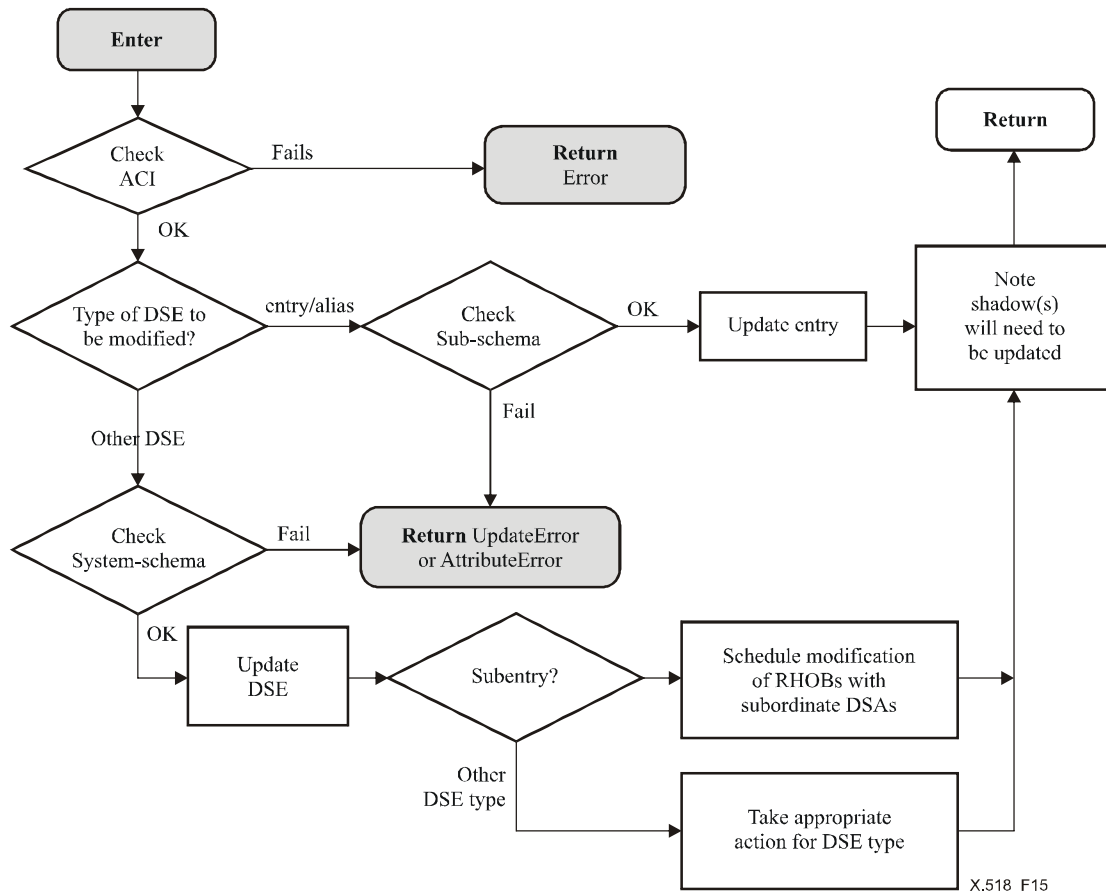 Enter
Return
Check
ACI
Fails
Return
Error
OK
Type of DSE to
be modified?
entry/alias
Check
Sub-schema
OK
Update entry
Note
shadow(s)
will need to
be updated
Other DSE
Fail
Check
System-schema
Fail
Return UpdateError
or AttributeError
OK
Update
DSE
Subentry?
Schedule modification
of RHOBs with
subordinate DSAs
Other
DSE type
Take appropriate
action for DSE type
X.518_F15